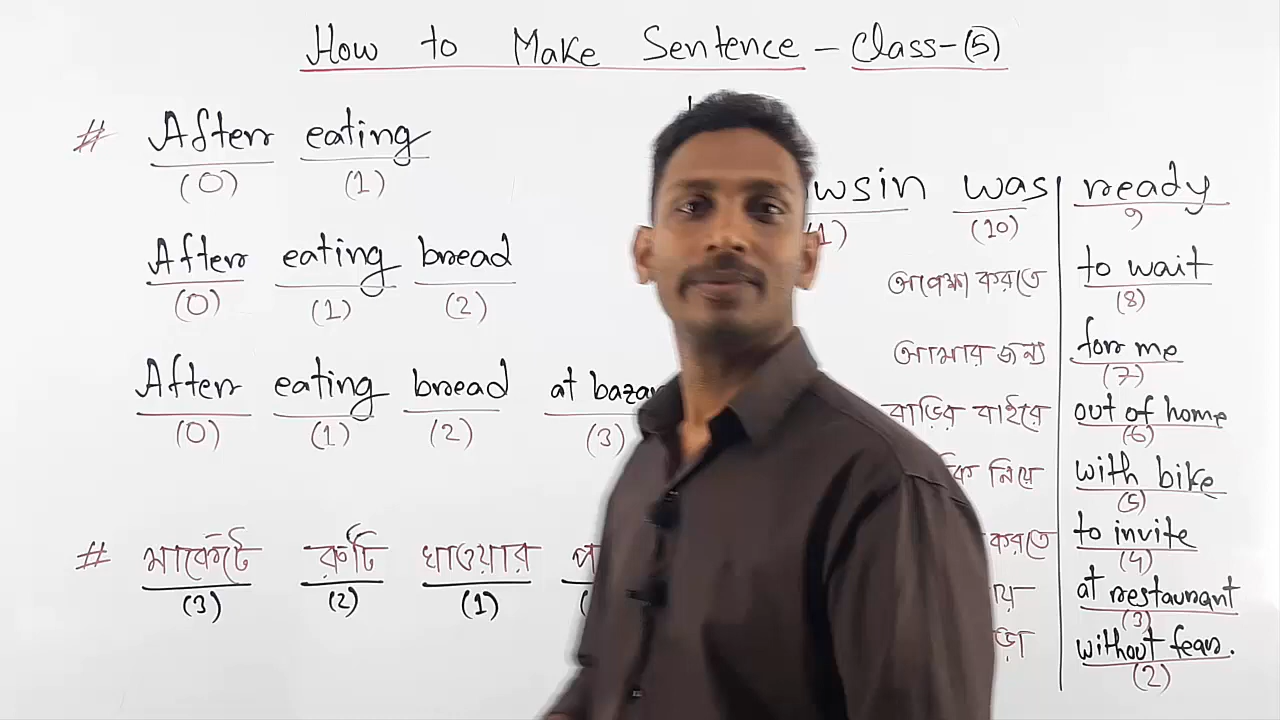 How to Make Sentence - Class-(5)
# After eating
(0) (1)
After eating bread
(0) (1) (2)
After eating bread at bazar
(0) (1) (2) (3)
# মার্কেটে রুটি খাওয়ার
(3) (2) (1)
was ready
(1) (10) 9
অপেক্ষা করতে to wait
(8)
আমার জন্য for me
(7)
বাড়ির বাইরে out of home
(6)
নিয়ে with bike
(5)
করতে to invite
(4)
at restaurant
(3)
without fear.
(2)